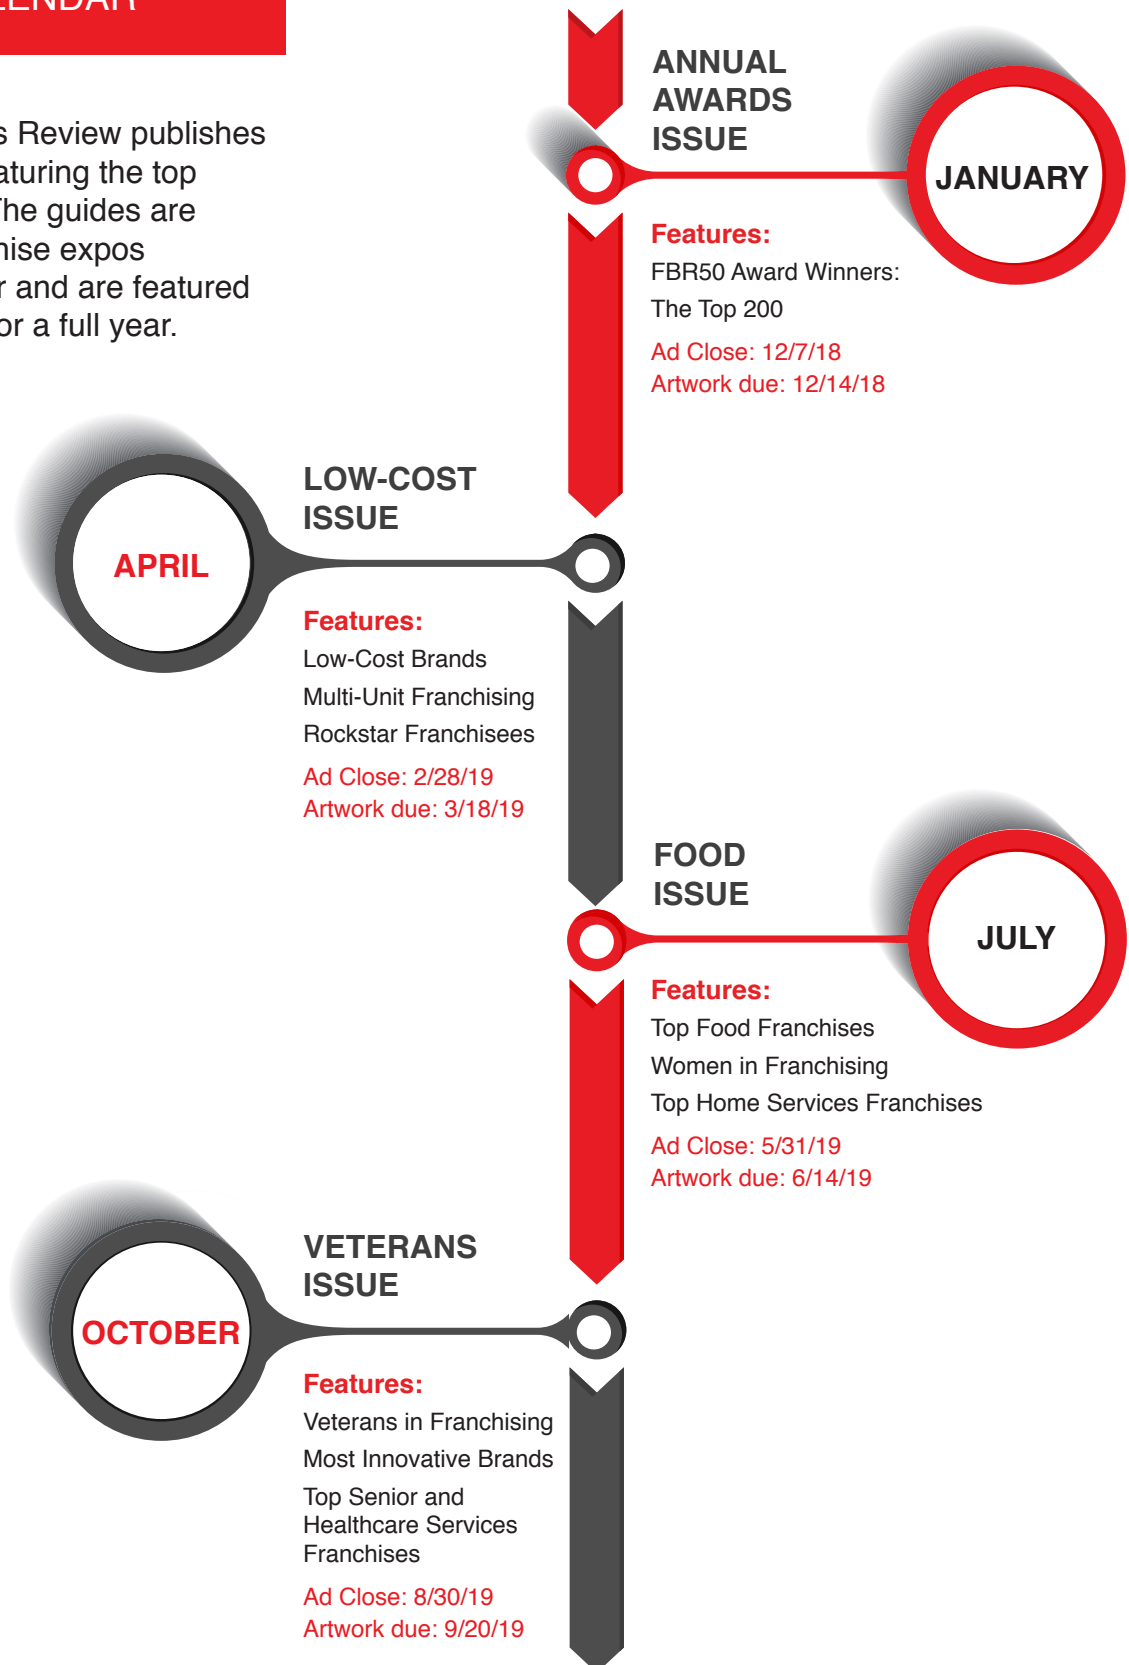 s Review publishes
aturing the top
The guides are
nise expos
r and are featured
or a full year.
ANNUAL
AWARDS
ISSUE
JANUARY
Features:
FBR50 Award Winners:
The Top 200
Ad Close: 12/7/18
Artwork due: 12/14/18
LOW-COST
ISSUE
APRIL
Features:
Low-Cost Brands
Multi-Unit Franchising
Rockstar Franchisees
Ad Close: 2/28/19
Artwork due: 3/18/19
FOOD
ISSUE
JULY
Features:
Top Food Franchises
Women in Franchising
Top Home Services Franchises
Ad Close: 5/31/19
Artwork due: 6/14/19
VETERANS
ISSUE
OCTOBER
Features:
Veterans in Franchising
Most Innovative Brands
Top Senior and
Healthcare Services
Franchises
Ad Close: 8/30/19
Artwork due: 9/20/19